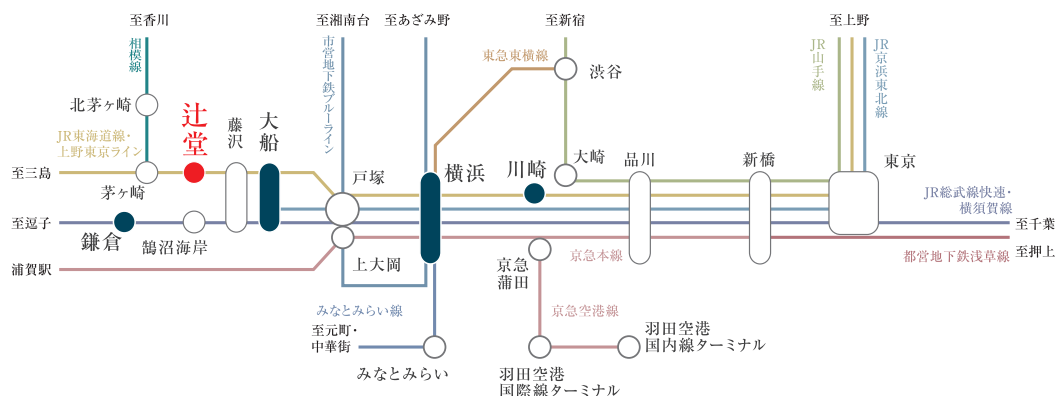 至香川
至湘南台
至あざみ野
至新宿
至上野
相模線
市営地下鉄ブルーライン
東急東横線
渋谷
JR山手線
JR京浜東北線
北茅ヶ崎
辻堂
藤沢
大船
JR東海道線・
上野東京ライン
至三島
茅ヶ崎
戸塚
横浜
川崎
大崎
品川
新橋
東京
JR総武線快速・
横須賀線
至逗子
鎌倉
鵠沼海岸
至千葉
浦賀駅
上大岡
京急
蒲田
京急本線
都営地下鉄浅草線
至押上
みなとみらい線
至元町・
中華街
みなとみらい
京急空港線
羽田空港
国内線ターミナル
羽田空港
国際線ターミナル